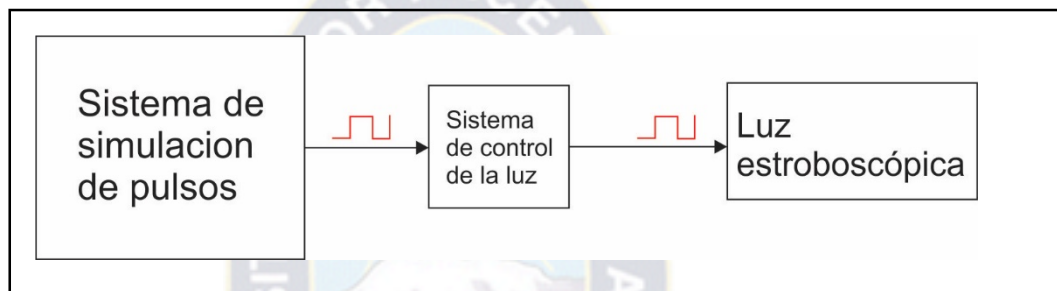 Sistema de
simulacion
de pulsos
Sistema
de control
de la luz
Luz
estroboscópica